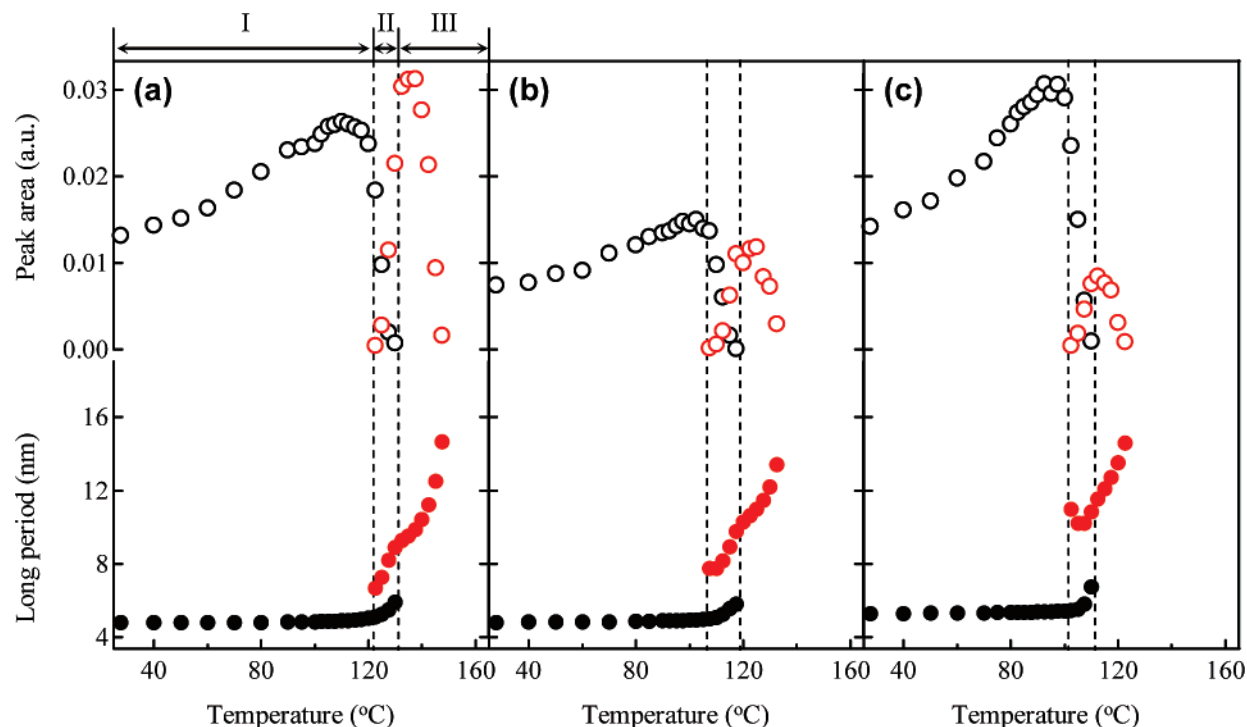 I II III
(a) (b) (c)
Peak area (a.u.)
0.03
0.02
0.01
0.00
Long period (nm)
16
12
8
4
40 80 120 160 40 80 120 160 40 80 120 160
Temperature (°C) Temperature (°C) Temperature (°C)